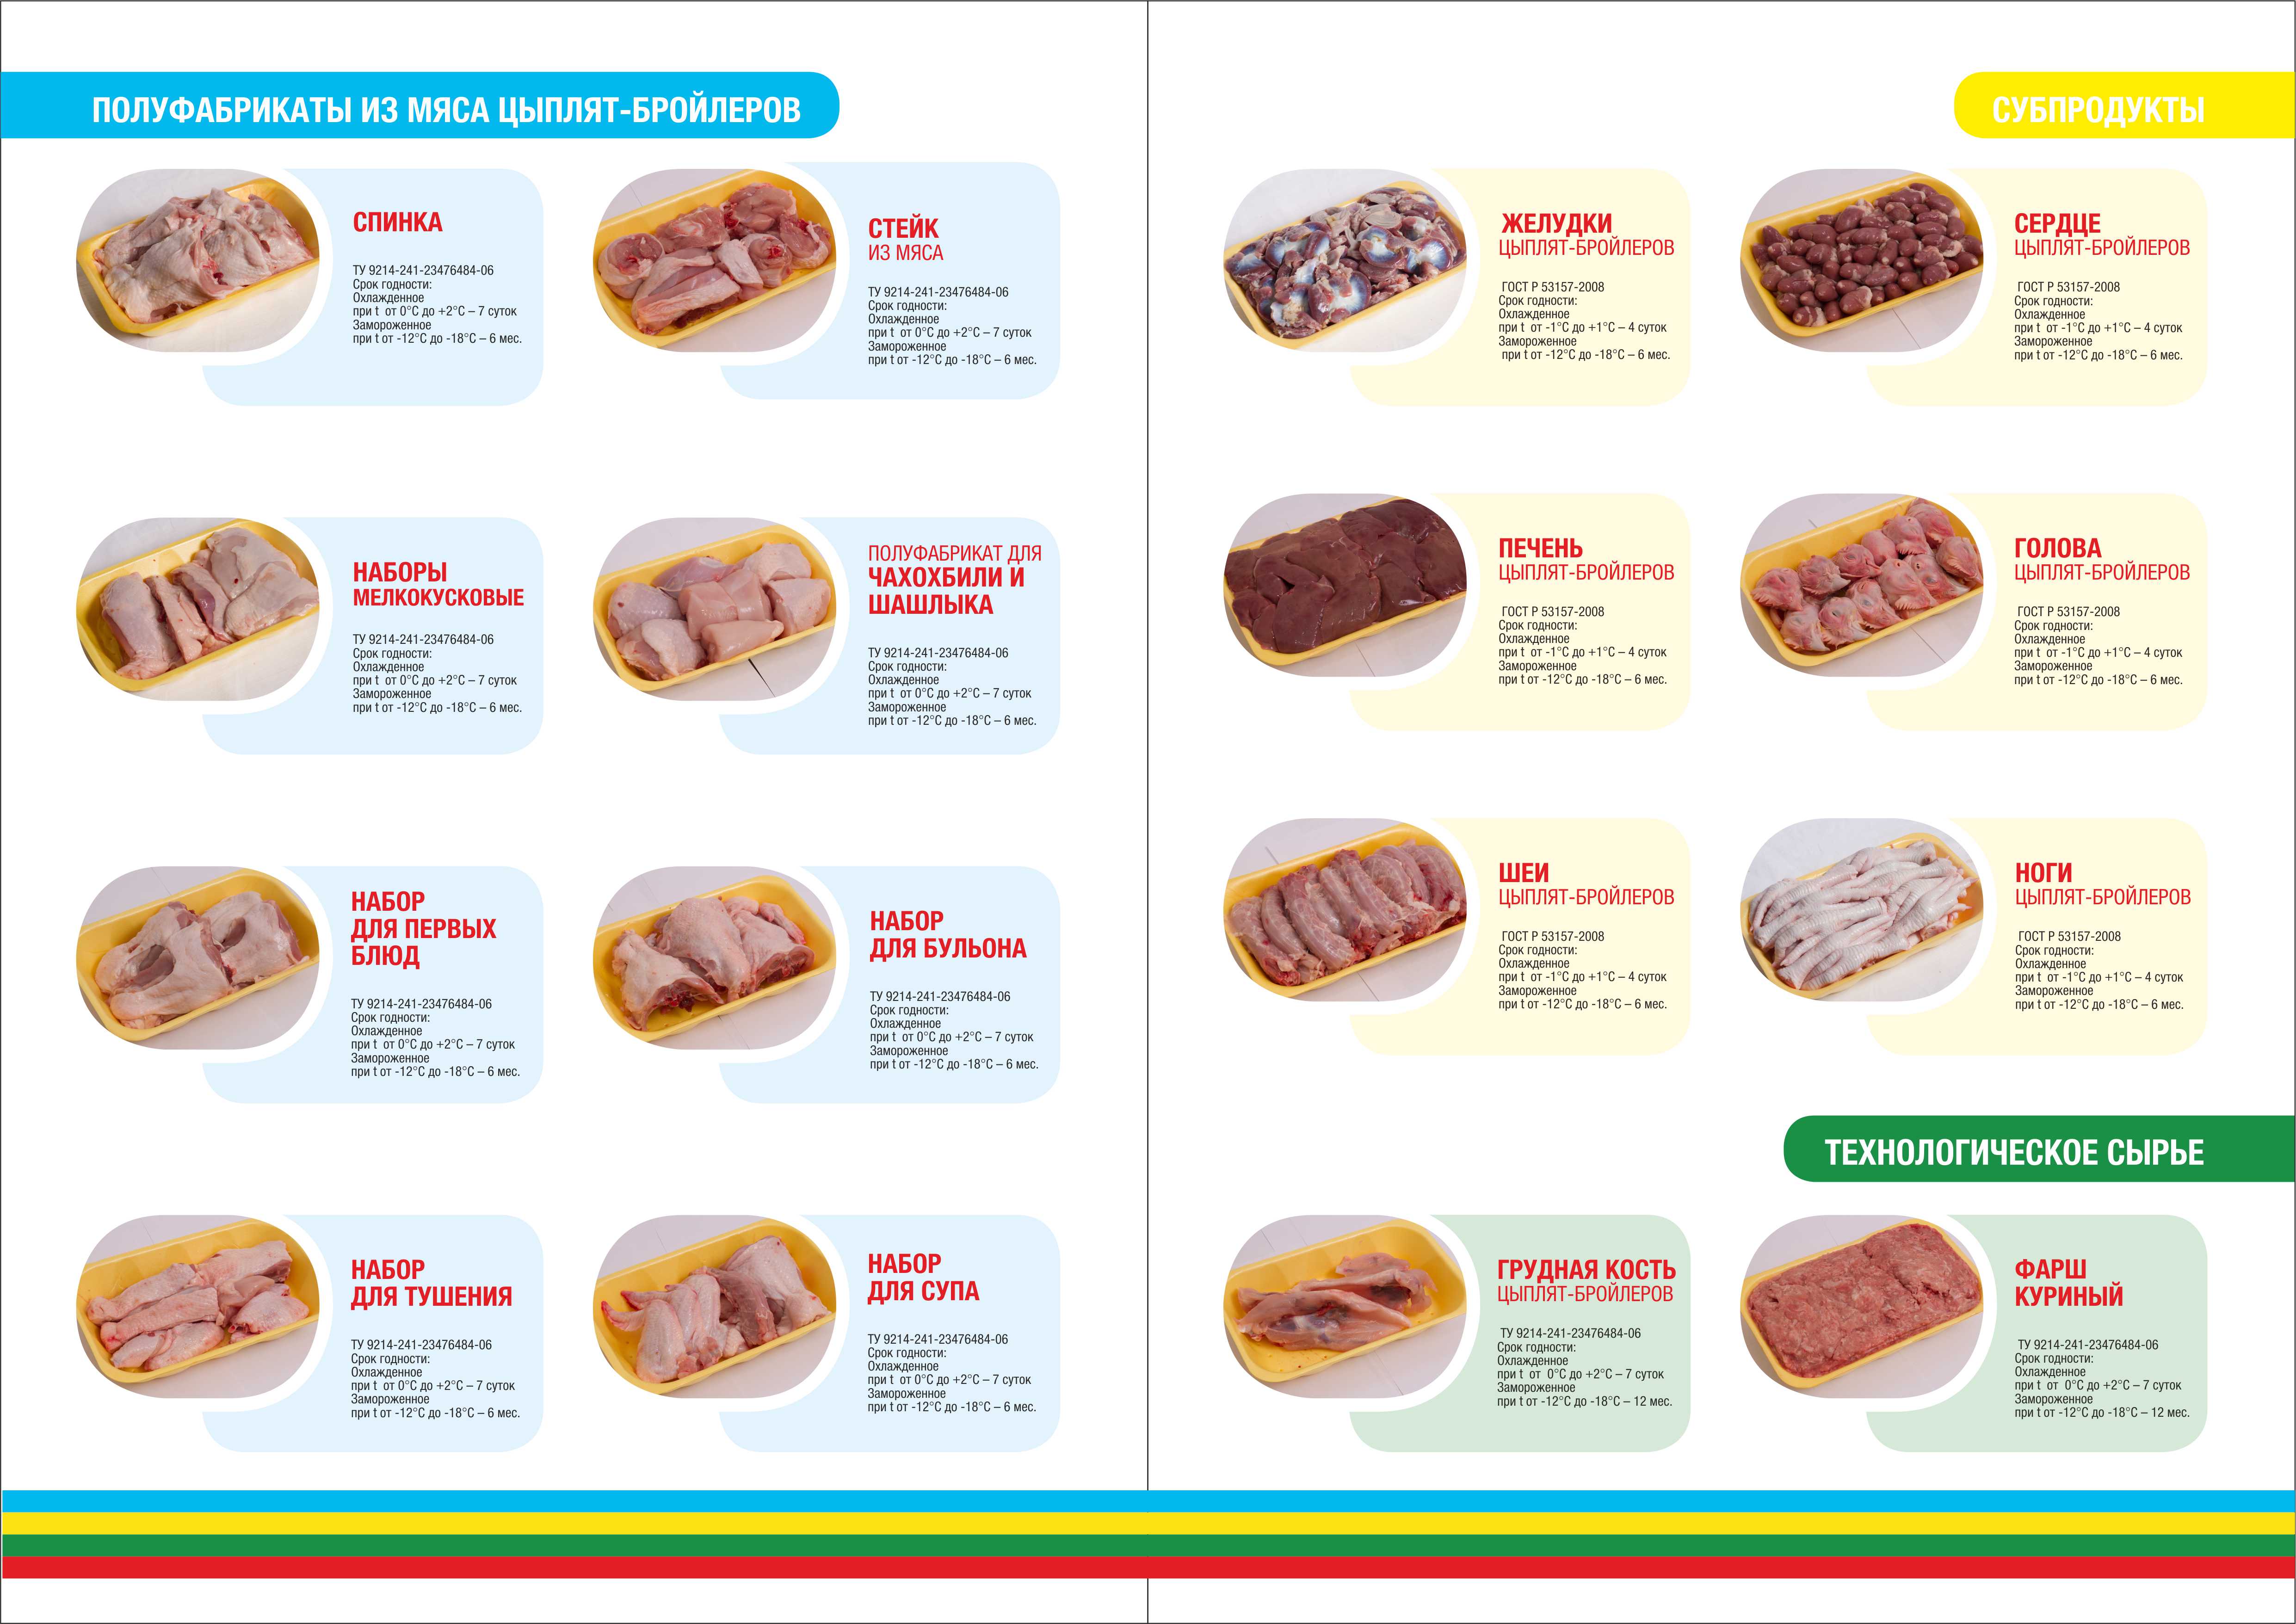 ПОЛУФАБРИКАТЫ ИЗ МЯСА ЦЫПЛЯТ-БРОЙЛЕРОВ
СПИНКА
ТУ 9214-241-23476484-06
Срок годности:
Охлажденное
при t от 0°С до +2°С – 7 суток
Замороженное
при t от -12°С до -18°С – 6 мес.
СТЕЙК
ИЗ МЯСА
ТУ 9214-241-23476484-06
Срок годности:
Охлажденное
при t от 0°С до +2°С – 7 суток
Замороженное
при t от -12°С до -18°С – 6 мес.
НАБОРЫ
МЕЛКОКУСКОВЫЕ
ТУ 9214-241-23476484-06
Срок годности:
Охлажденное
при t от 0°С до +2°С – 7 суток
Замороженное
при t от -12°С до -18°С – 6 мес.
ПОЛУФАБРИКАТ ДЛЯ
ЧАХОХБИЛИ И
ШАШЛЫКА
ТУ 9214-241-23476484-06
Срок годности:
Охлажденное
при t от 0°С до +2°С – 7 суток
Замороженное
при t от -12°С до -18°С – 6 мес.
НАБОР
ДЛЯ ПЕРВЫХ
БЛЮД
ТУ 9214-241-23476484-06
Срок годности:
Охлажденное
при t от 0°С до +2°С – 7 суток
Замороженное
при t от -12°С до -18°С – 6 мес.
НАБОР
ДЛЯ БУЛЬОНА
ТУ 9214-241-23476484-06
Срок годности:
Охлажденное
при t от 0°С до +2°С – 7 суток
Замороженное
при t от -12°С до -18°С – 6 мес.
НАБОР
ДЛЯ ТУШЕНИЯ
ТУ 9214-241-23476484-06
Срок годности:
Охлажденное
при t от 0°С до +2°С – 7 суток
Замороженное
при t от -12°С до -18°С – 6 мес.
НАБОР
ДЛЯ СУПА
ТУ 9214-241-23476484-06
Срок годности:
Охлажденное
при t от 0°С до +2°С – 7 суток
Замороженное
при t от -12°С до -18°С – 6 мес.
СУБПРОДУКТЫ
ЖЕЛУДКИ
ЦЫПЛЯТ-БРОЙЛЕРОВ
ГОСТ Р 53157-2008
Срок годности:
Охлажденное
при t от -1°С до +1°С – 4 суток
Замороженное
при t от -12°С до -18°С – 6 мес.
СЕРДЦЕ
ЦЫПЛЯТ-БРОЙЛЕРОВ
ГОСТ Р 53157-2008
Срок годности:
Охлажденное
при t от -1°С до +1°С – 4 суток
Замороженное
при t от -12°С до -18°С – 6 мес.
ПЕЧЕНЬ
ЦЫПЛЯТ-БРОЙЛЕРОВ
ГОСТ Р 53157-2008
Срок годности:
Охлажденное
при t от -1°С до +1°С – 4 суток
Замороженное
при t от -12°С до -18°С – 6 мес.
ГОЛОВА
ЦЫПЛЯТ-БРОЙЛЕРОВ
ГОСТ Р 53157-2008
Срок годности:
Охлажденное
при t от -1°С до +1°С – 4 суток
Замороженное
при t от -12°С до -18°С – 6 мес.
ШЕИ
ЦЫПЛЯТ-БРОЙЛЕРОВ
ГОСТ Р 53157-2008
Срок годности:
Охлажденное
при t от -1°С до +1°С – 4 суток
Замороженное
при t от -12°С до -18°С – 6 мес.
НОГИ
ЦЫПЛЯТ-БРОЙЛЕРОВ
ГОСТ Р 53157-2008
Срок годности:
Охлажденное
при t от -1°С до +1°С – 4 суток
Замороженное
при t от -12°С до -18°С – 6 мес.
ТЕХНОЛОГИЧЕСКОЕ СЫРЬЕ
ГРУДНАЯ КОСТЬ
ЦЫПЛЯТ-БРОЙЛЕРОВ
ТУ 9214-241-23476484-06
Срок годности:
Охлажденное
при t от 0°С до +2°С – 7 суток
Замороженное
при t от -12°С до -18°С – 12 мес.
ФАРШ
КУРИНЫЙ
ТУ 9214-241-23476484-06
Срок годности:
Охлажденное
при t от 0°С до +2°С – 7 суток
Замороженное
при t от -12°С до -18°С – 12 мес.